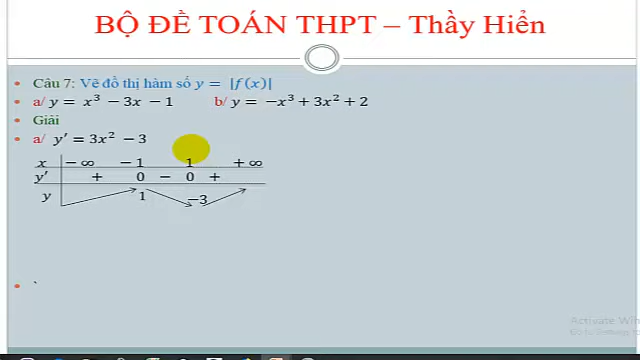 BỘ ĐỀ TOÁN THPT – Thầy Hiển
Câu 7: Vẽ đồ thị hàm số y = |f(x)|
a/ y = x³ − 3x − 1 b/ y = −x³ + 3x² + 2
Giải
a/ y′ = 3x² − 3
x −∞ −1 1 +∞
y′ + 0 − 0 +
y 1 −3
Activate Win